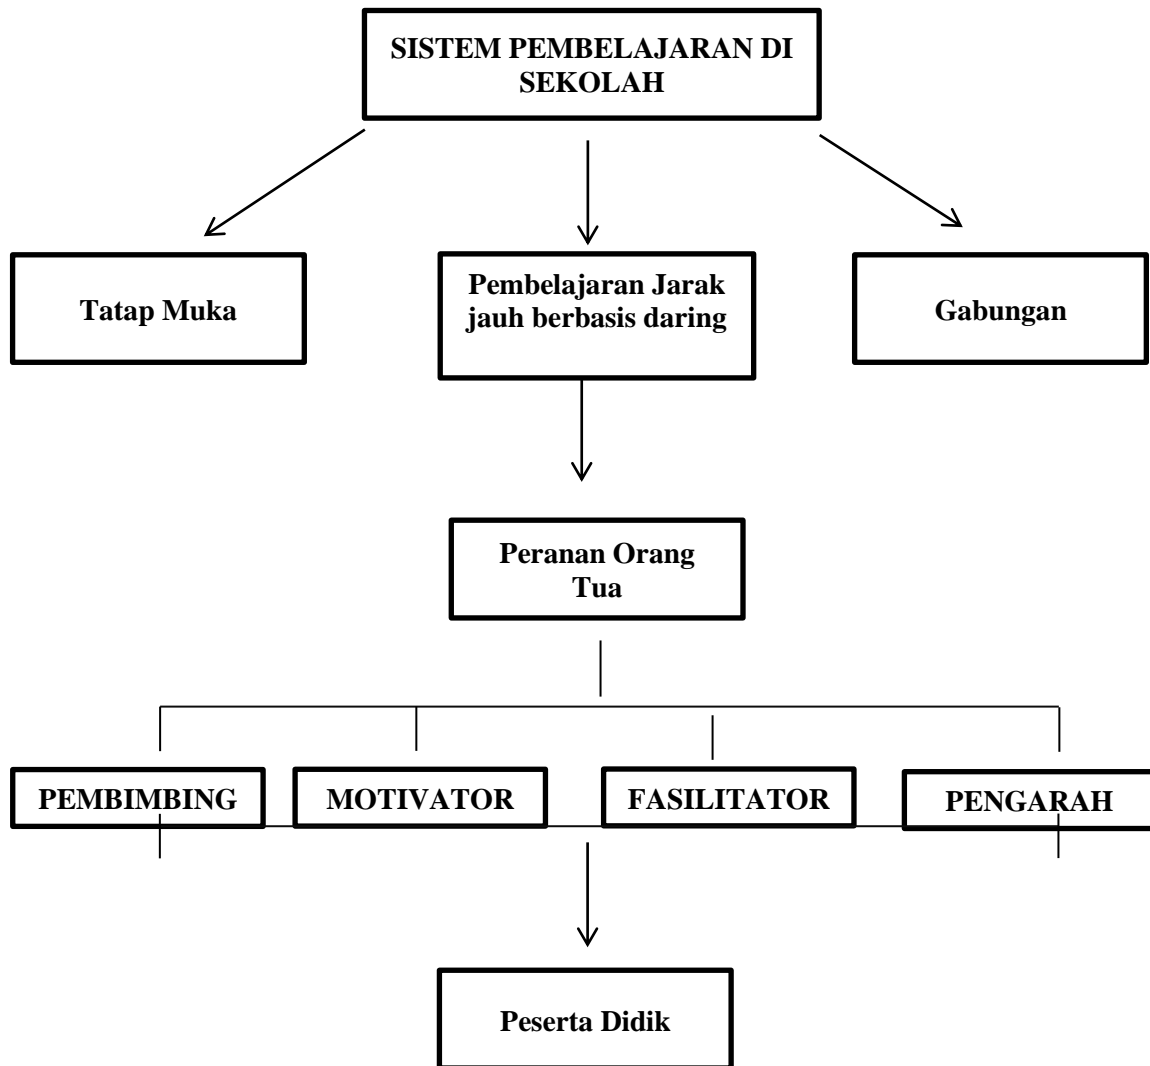 SISTEM PEMBELAJARAN DI
SEKOLAH
Tatap Muka
Pembelajaran Jarak
jauh berbasis daring
Gabungan
Peranan Orang
Tua
PEMBIMBING
MOTIVATOR
FASILITATOR
PENGARAH
Peserta Didik